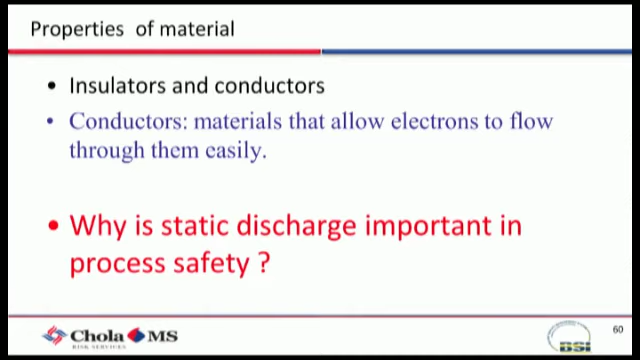 Properties of material
• Insulators and conductors
• Conductors: materials that allow electrons to flow
through them easily.
• Why is static discharge important in
process safety ?
Chola MS
RISK SERVICES
DSI
60